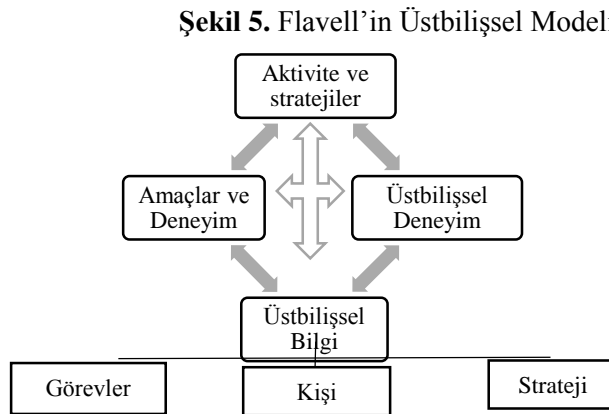 Şekil 5. Flavell’in Üstbilişsel Modeli
Aktivite ve
stratejiler
Amaçlar ve
Deneyim
Üstbilişsel
Deneyim
Üstbilişsel
Bilgi
Görevler
Kişi
Strateji